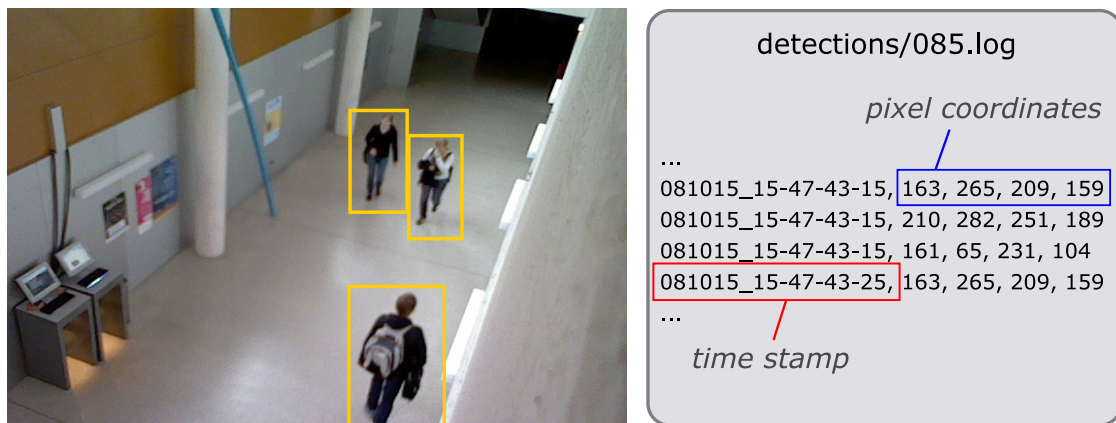 detections/085.log
pixel coordinates
...
081015_15-47-43-15, 163, 265, 209, 159
081015_15-47-43-15, 210, 282, 251, 189
081015_15-47-43-15, 161, 65, 231, 104
081015_15-47-43-25, 163, 265, 209, 159
...
time stamp